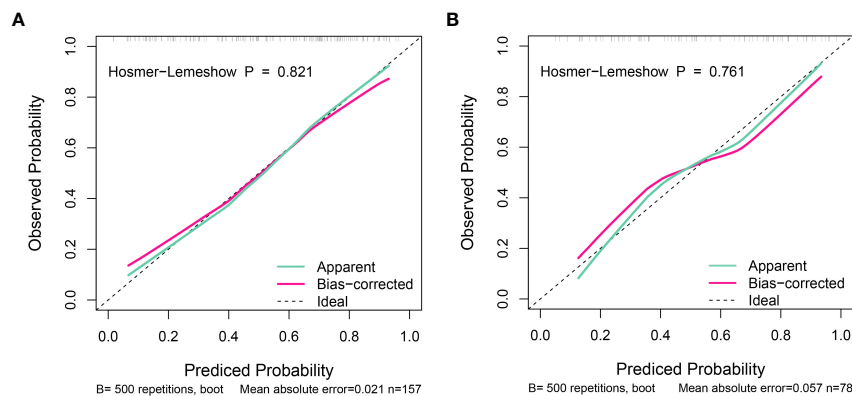 A
Hosmer−Lemeshow P = 0.821
Observed Probability
0.0
0.2
0.4
0.6
0.8
1.0
Apparent
Bias−corrected
Ideal
0.0 0.2 0.4 0.6 0.8 1.0
Prediced Probability
B= 500 repetitions, boot Mean absolute error=0.021 n=157
B
Hosmer−Lemeshow P = 0.761
Observed Probability
0.0
0.2
0.4
0.6
0.8
1.0
Apparent
Bias−corrected
Ideal
0.0 0.2 0.4 0.6 0.8 1.0
Prediced Probability
B= 500 repetitions, boot Mean absolute error=0.057 n=78